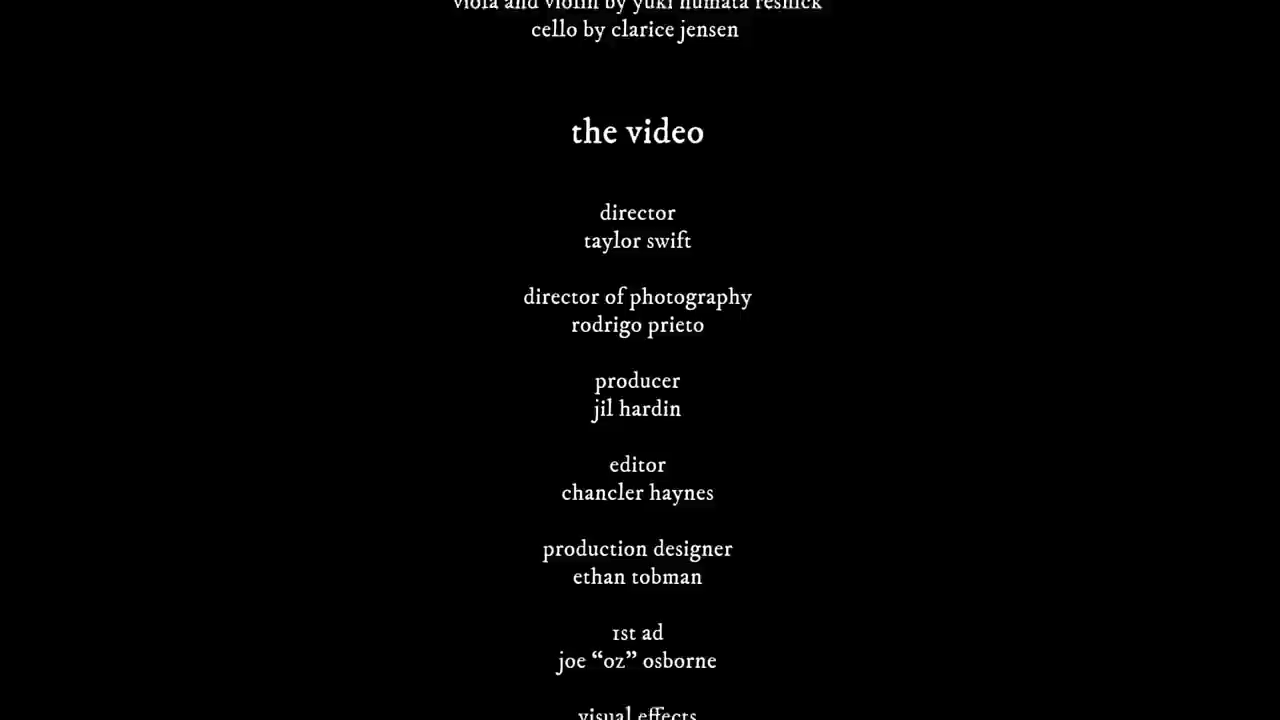 viola and violin by yuki numata resnick
cello by clarice jensen
the video
director
taylor swift
director of photography
rodrigo prieto
producer
jil hardin
editor
chancler haynes
production designer
ethan tobman
1st ad
joe “oz” osborne
visual effects